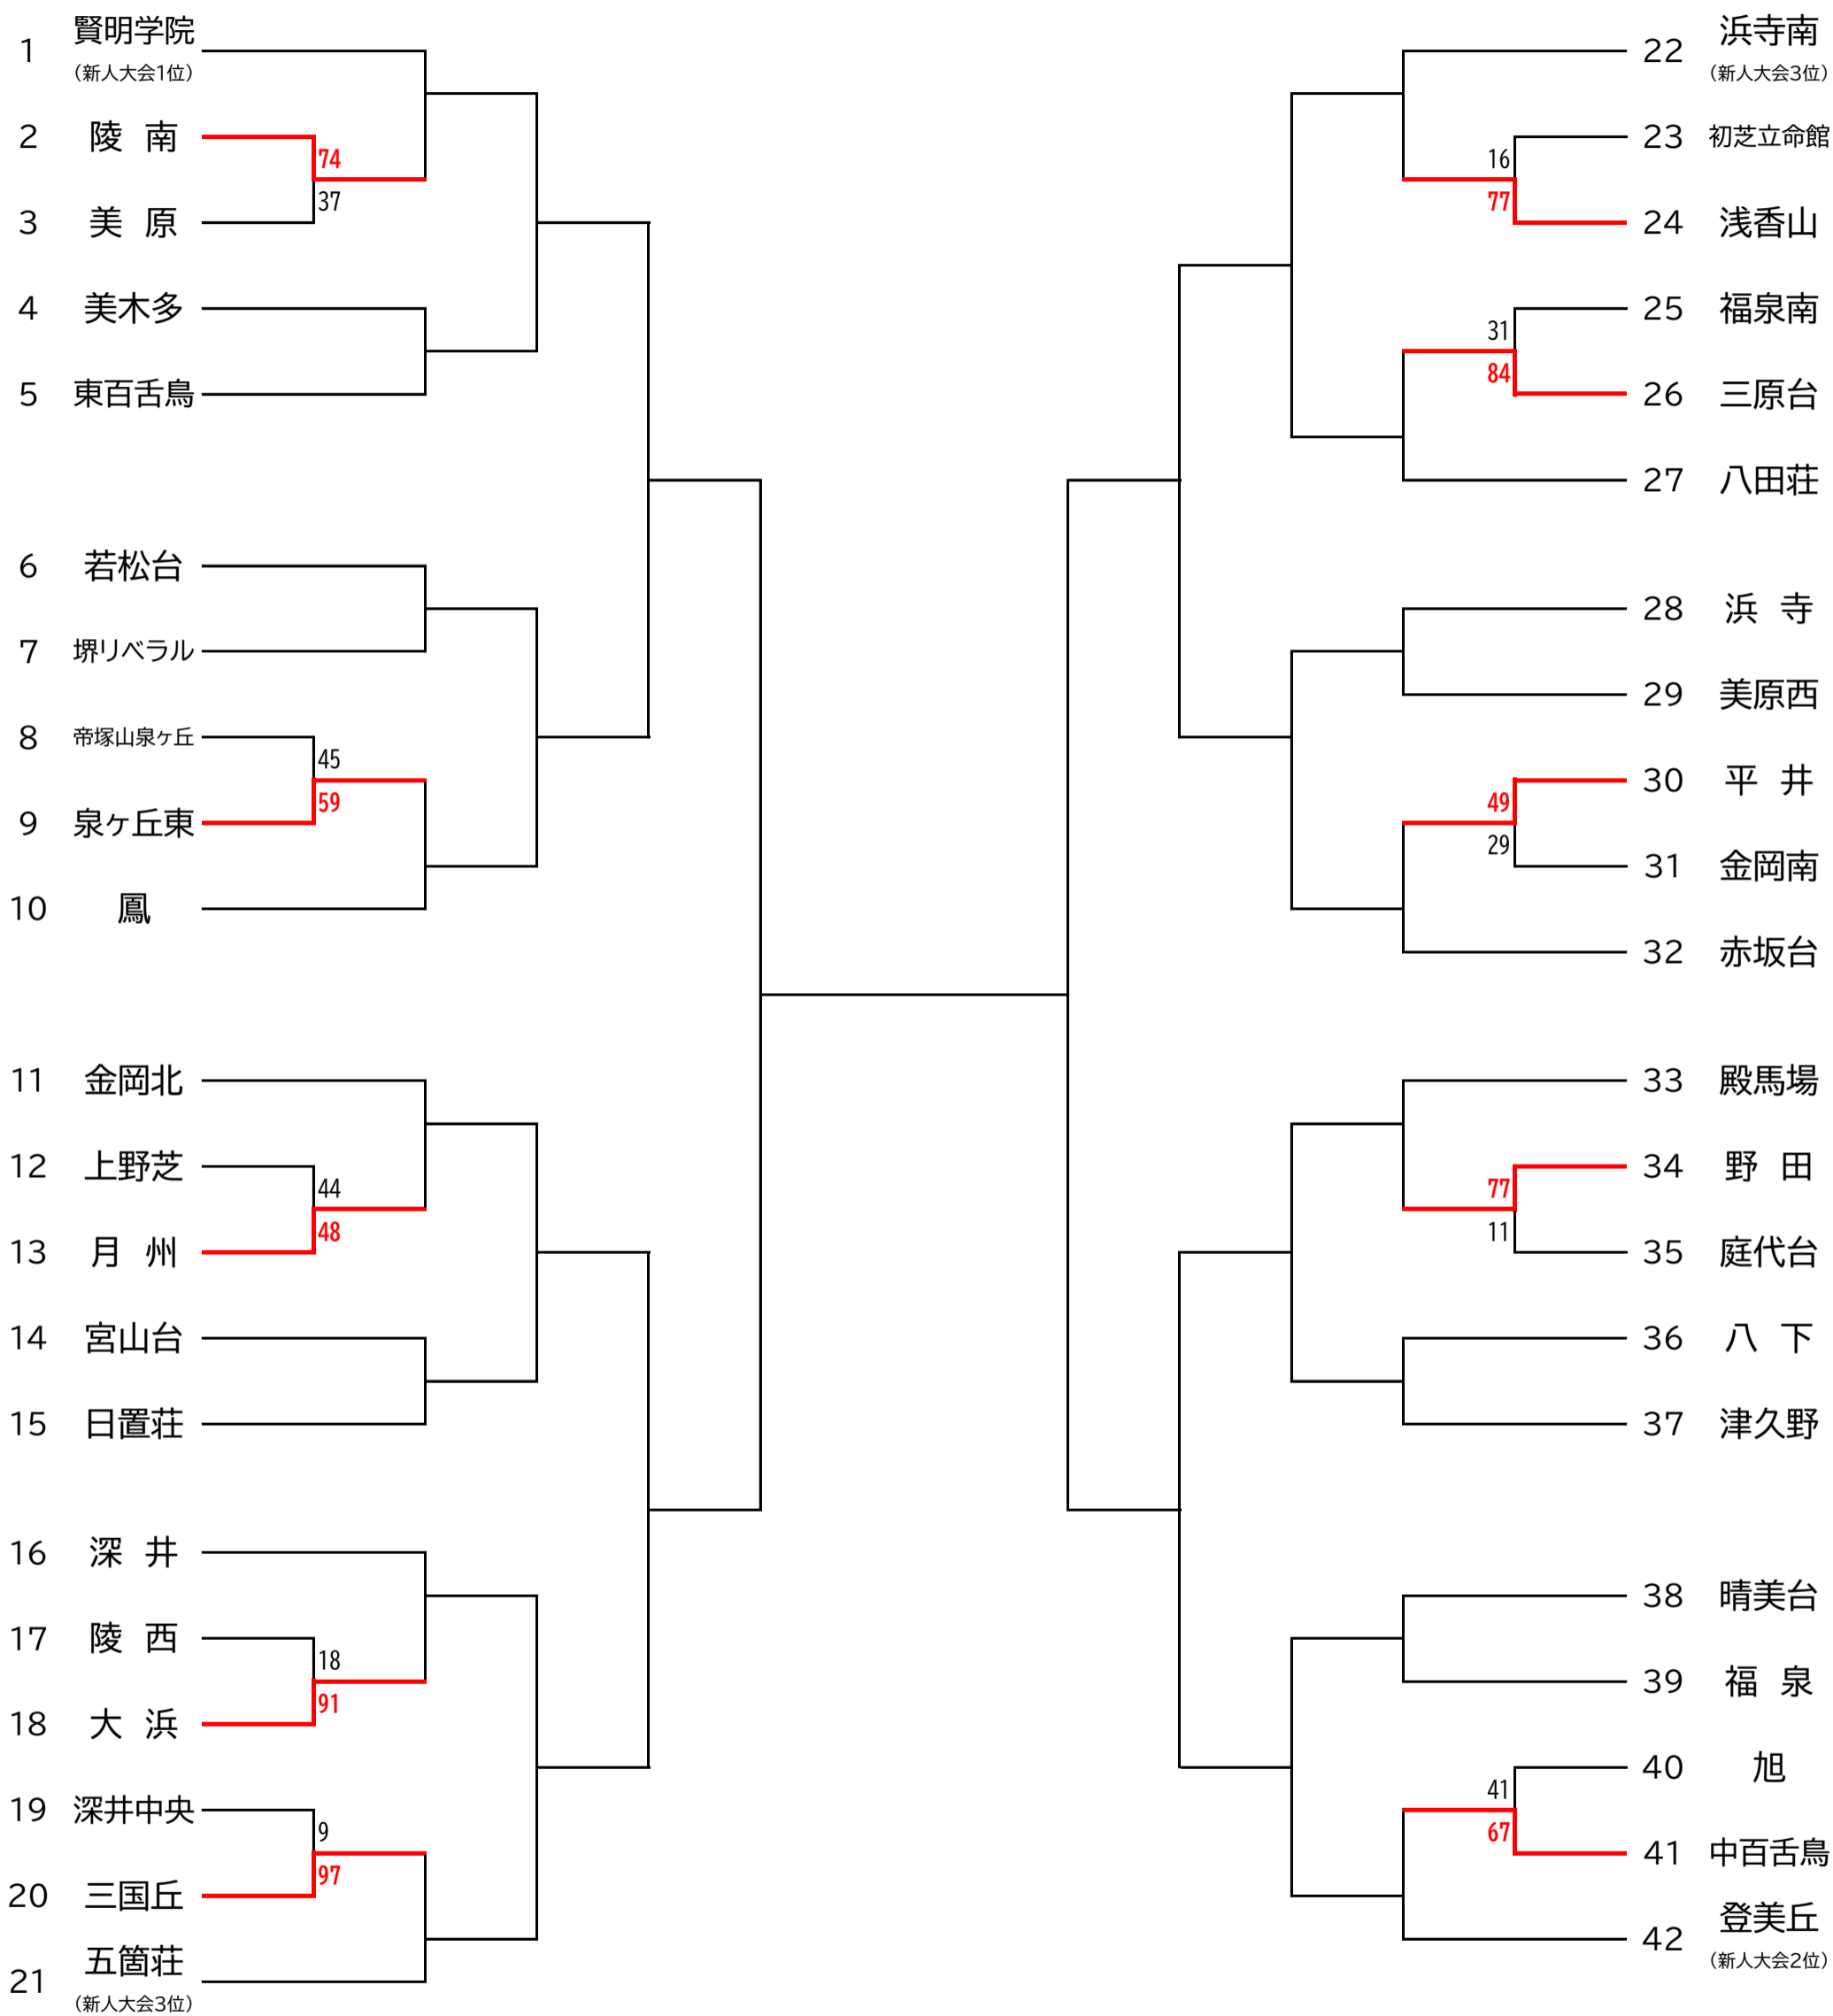 1 賢明学院
（新人大会1位）
2 陵 南
74
37
3 美 原
4 美木多
5 東百舌鳥
6 若松台
7 堺リベラル
8 帝塚山泉ヶ丘
45
59
9 泉ヶ丘東
10 鳳
11 金岡北
12 上野芝
44
48
13 月 州
14 宮山台
15 日置荘
16 深 井
17 陵 西
18
91
18 大 浜
19 深井中央
9
97
20 三国丘
21 五箇荘
（新人大会3位）
22 浜寺南
（新人大会3位）
23 初芝立命館
16
77
24 浅香山
25 福泉南
31
84
26 三原台
27 八田荘
28 浜 寺
29 美原西
30 平 井
49
29
31 金岡南
32 赤坂台
33 殿馬場
34 野 田
77
11
35 庭代台
36 八 下
37 津久野
38 晴美台
39 福 泉
40 旭
41
67
41 中百舌鳥
42 登美丘
（新人大会2位）